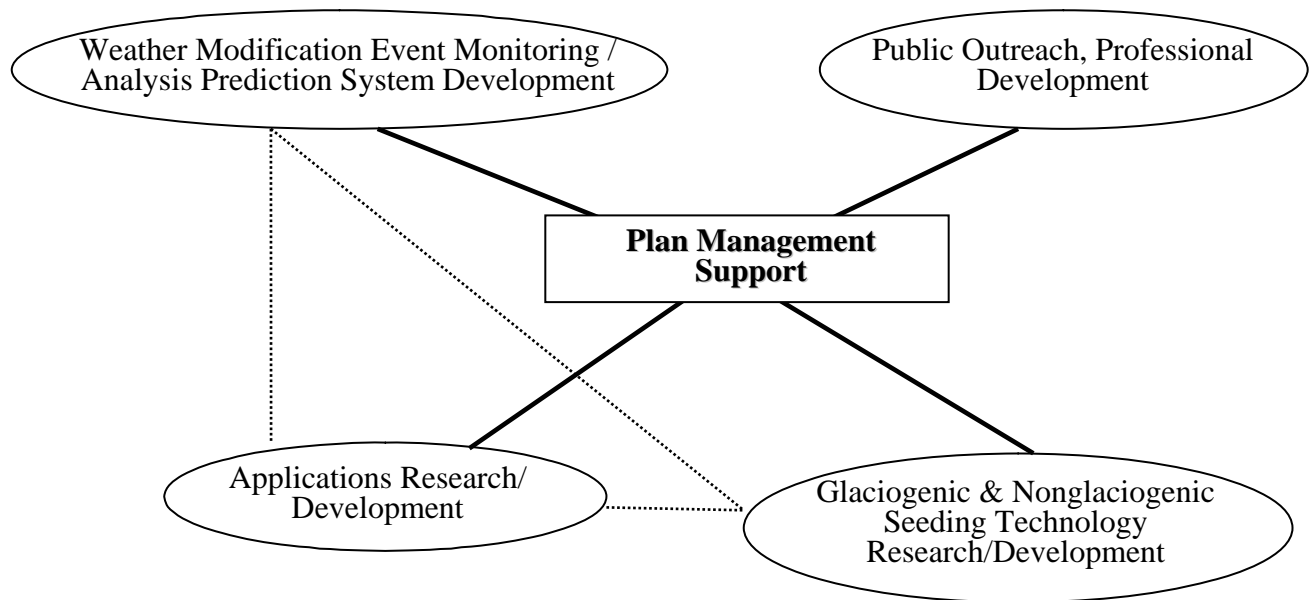 Weather Modification Event Monitoring /
Analysis Prediction System Development
Public Outreach, Professional
Development
Plan Management
Support
Applications Research/
Development
Glaciogenic & Nonglaciogenic
Seeding Technology
Research/Development